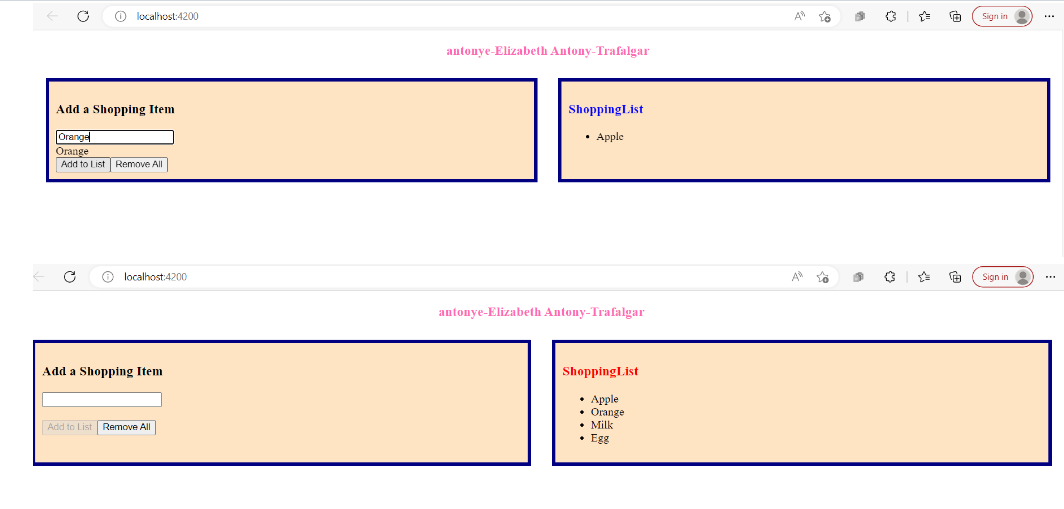 localhost:4200
Sign in
antonye-Elizabeth Antony-Trafalgar
Add a Shopping Item
Orange
Orange
Add to List Remove All
ShoppingList
Apple
localhost:4200
Sign in
antonye-Elizabeth Antony-Trafalgar
Add a Shopping Item
Add to List Remove All
ShoppingList
Apple
Orange
Milk
Egg